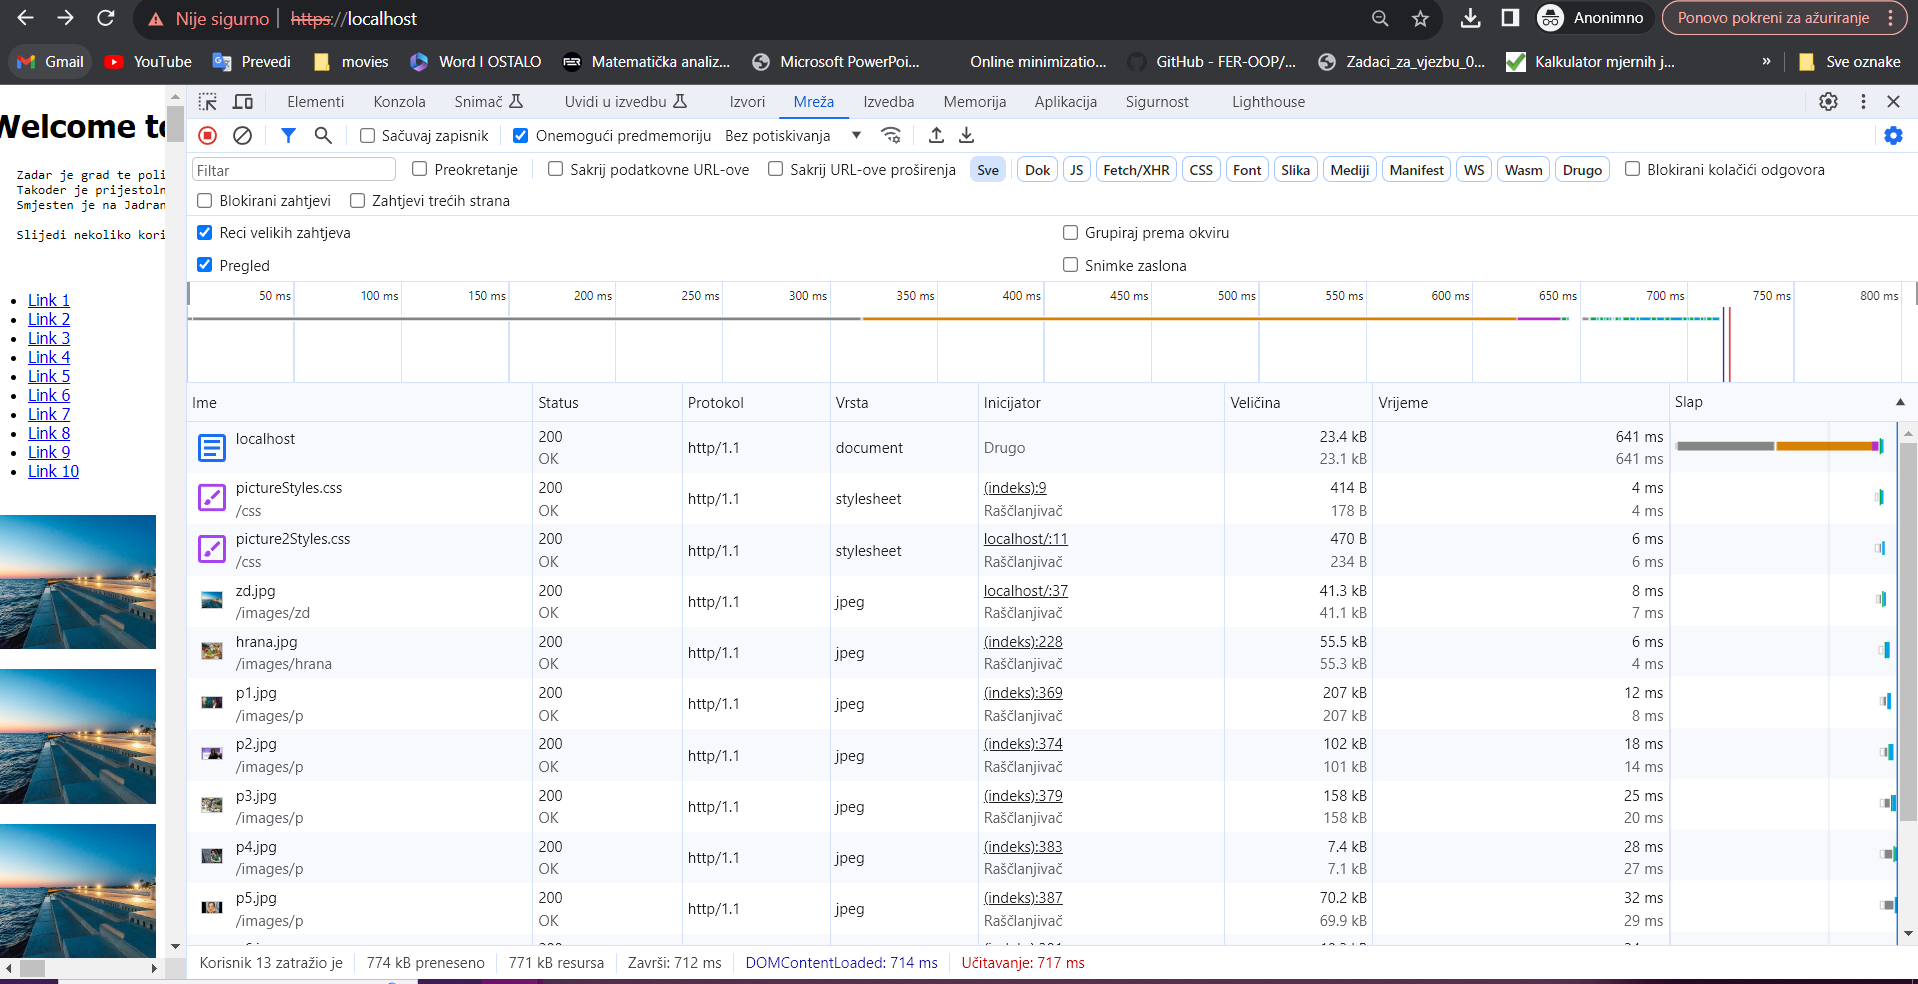 Nije sigurno https://localhost Anonimno Ponovo pokreni za ažuriranje
Gmail YouTube Prevedi movies Word I OSTALO FER Matematička analiz... Microsoft PowerPoi... Online minimizatio... GitHub - FER-OOP/... Zadaci_za_vjezbu_0... Kalkulator mjernih j... » Sve oznake
Welcome to
Zadar je grad te poli
Takoder je prijestoln
Smjesten je na Jadran
Slijedi nekoliko kori
Link 1
Link 2
Link 3
Link 4
Link 5
Link 6
Link 7
Link 8
Link 9
Link 10
Elementi Konzola Snimač Uvidi u izvedbu Izvori Mreža Izvedba Memorija Aplikacija Sigurnost Lighthouse
Sačuvaj zapisnik Onemogući predmemoriju Bez potiskivanja
Filtar Preokretanje Sakrij podatkovne URL-ove Sakrij URL-ove proširenja Sve Dok JS Fetch/XHR CSS Font Slika Mediji Manifest WS Wasm Drugo Blokirani kolačići odgovora
Blokirani zahtjevi Zahtjevi trećih strana
Reci velikih zahtjeva Grupiraj prema okviru
Pregled Snimke zaslona
50 ms 100 ms 150 ms 200 ms 250 ms 300 ms 350 ms 400 ms 450 ms 500 ms 550 ms 600 ms 650 ms 700 ms 750 ms 800 ms
Ime Status Protokol Vrsta Inicijator Veličina Vrijeme Slap
localhost 200 OK http/1.1 document Drugo 23.4 kB 23.1 kB 641 ms 641 ms
pictureStyles.css /css 200 OK http/1.1 stylesheet (indeks):9 Raščlanjivač 414 B 178 B 4 ms 4 ms
picture2Styles.css /css 200 OK http/1.1 stylesheet localhost/:11 Raščlanjivač 470 B 234 B 6 ms 6 ms
zd.jpg /images/zd 200 OK http/1.1 jpeg localhost/:37 Raščlanjivač 41.3 kB 41.1 kB 8 ms 7 ms
hrana.jpg /images/hrana 200 OK http/1.1 jpeg (indeks):228 Raščlanjivač 55.5 kB 55.3 kB 6 ms 4 ms
p1.jpg /images/p 200 OK http/1.1 jpeg (indeks):369 Raščlanjivač 207 kB 207 kB 12 ms 8 ms
p2.jpg /images/p 200 OK http/1.1 jpeg (indeks):374 Raščlanjivač 102 kB 101 kB 18 ms 14 ms
p3.jpg /images/p 200 OK http/1.1 jpeg (indeks):379 Raščlanjivač 158 kB 158 kB 25 ms 20 ms
p4.jpg /images/p 200 OK http/1.1 jpeg (indeks):383 Raščlanjivač 7.4 kB 7.1 kB 28 ms 27 ms
p5.jpg /images/p 200 OK http/1.1 jpeg (indeks):387 Raščlanjivač 70.2 kB 69.9 kB 32 ms 29 ms
Korisnik 13 zatražio je 774 kB preneseno 771 kB resursa Završi: 712 ms DOMContentLoaded: 714 ms Učitavanje: 717 ms